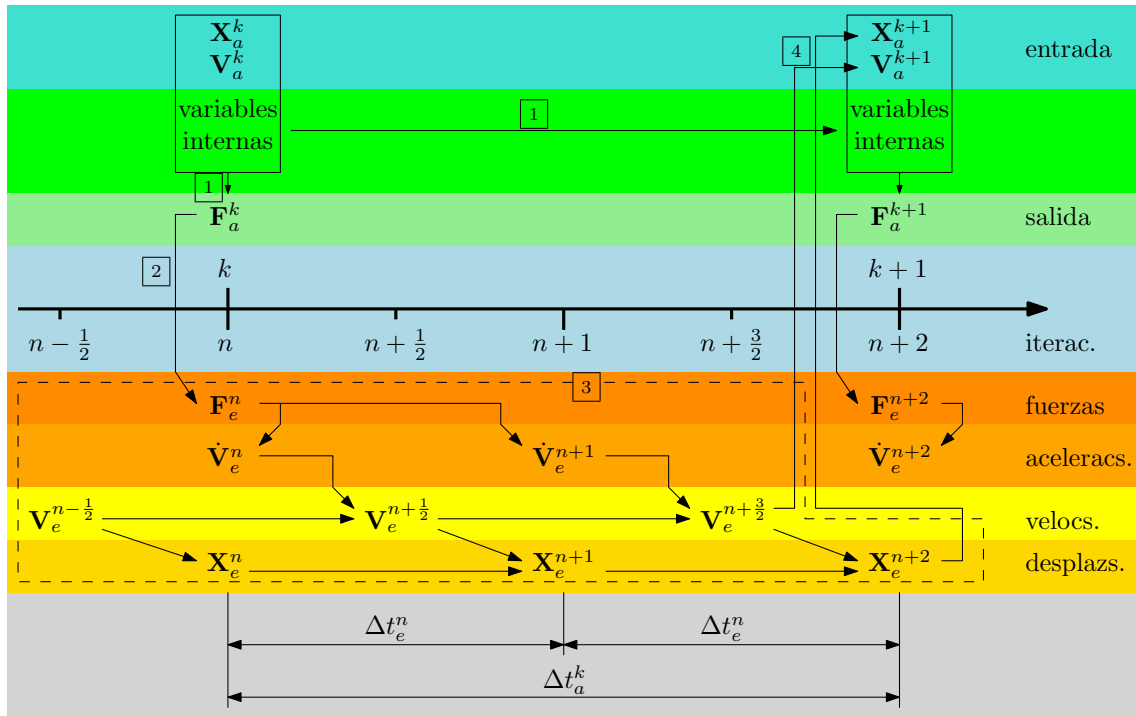 X_a^k
V_a^k
variables
internas
1
4
X_a^{k+1}
V_a^{k+1}
variables
internas
entrada
1
F_a^k
F_a^{k+1}
salida
2
k
k + 1
n − 1/2
n
n + 1/2
n + 1
n + 3/2
n + 2
iterac.
3
F_e^n
F_e^{n+2}
fuerzas
V̇_e^n
V̇_e^{n+1}
V̇_e^{n+2}
aceleracs.
V_e^{n−1/2}
V_e^{n+1/2}
V_e^{n+3/2}
velocs.
X_e^n
X_e^{n+1}
X_e^{n+2}
desplazs.
Δt_e^n
Δt_e^n
Δt_a^k